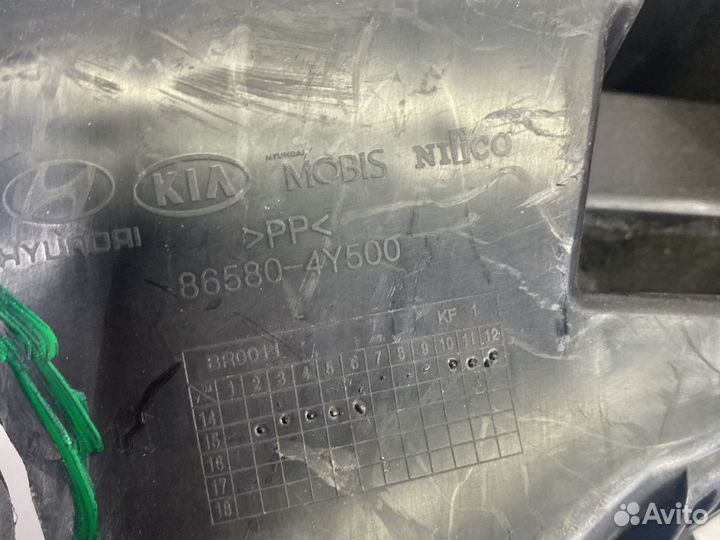 HYUNDAI
KIA
HYUNDAI
MOBIS
NIFCO
>PP<
86580-4Y500
KF 1
1 2 3 4 5 6 7 8 9 10 11 12
14
15
16
17
18
Avito